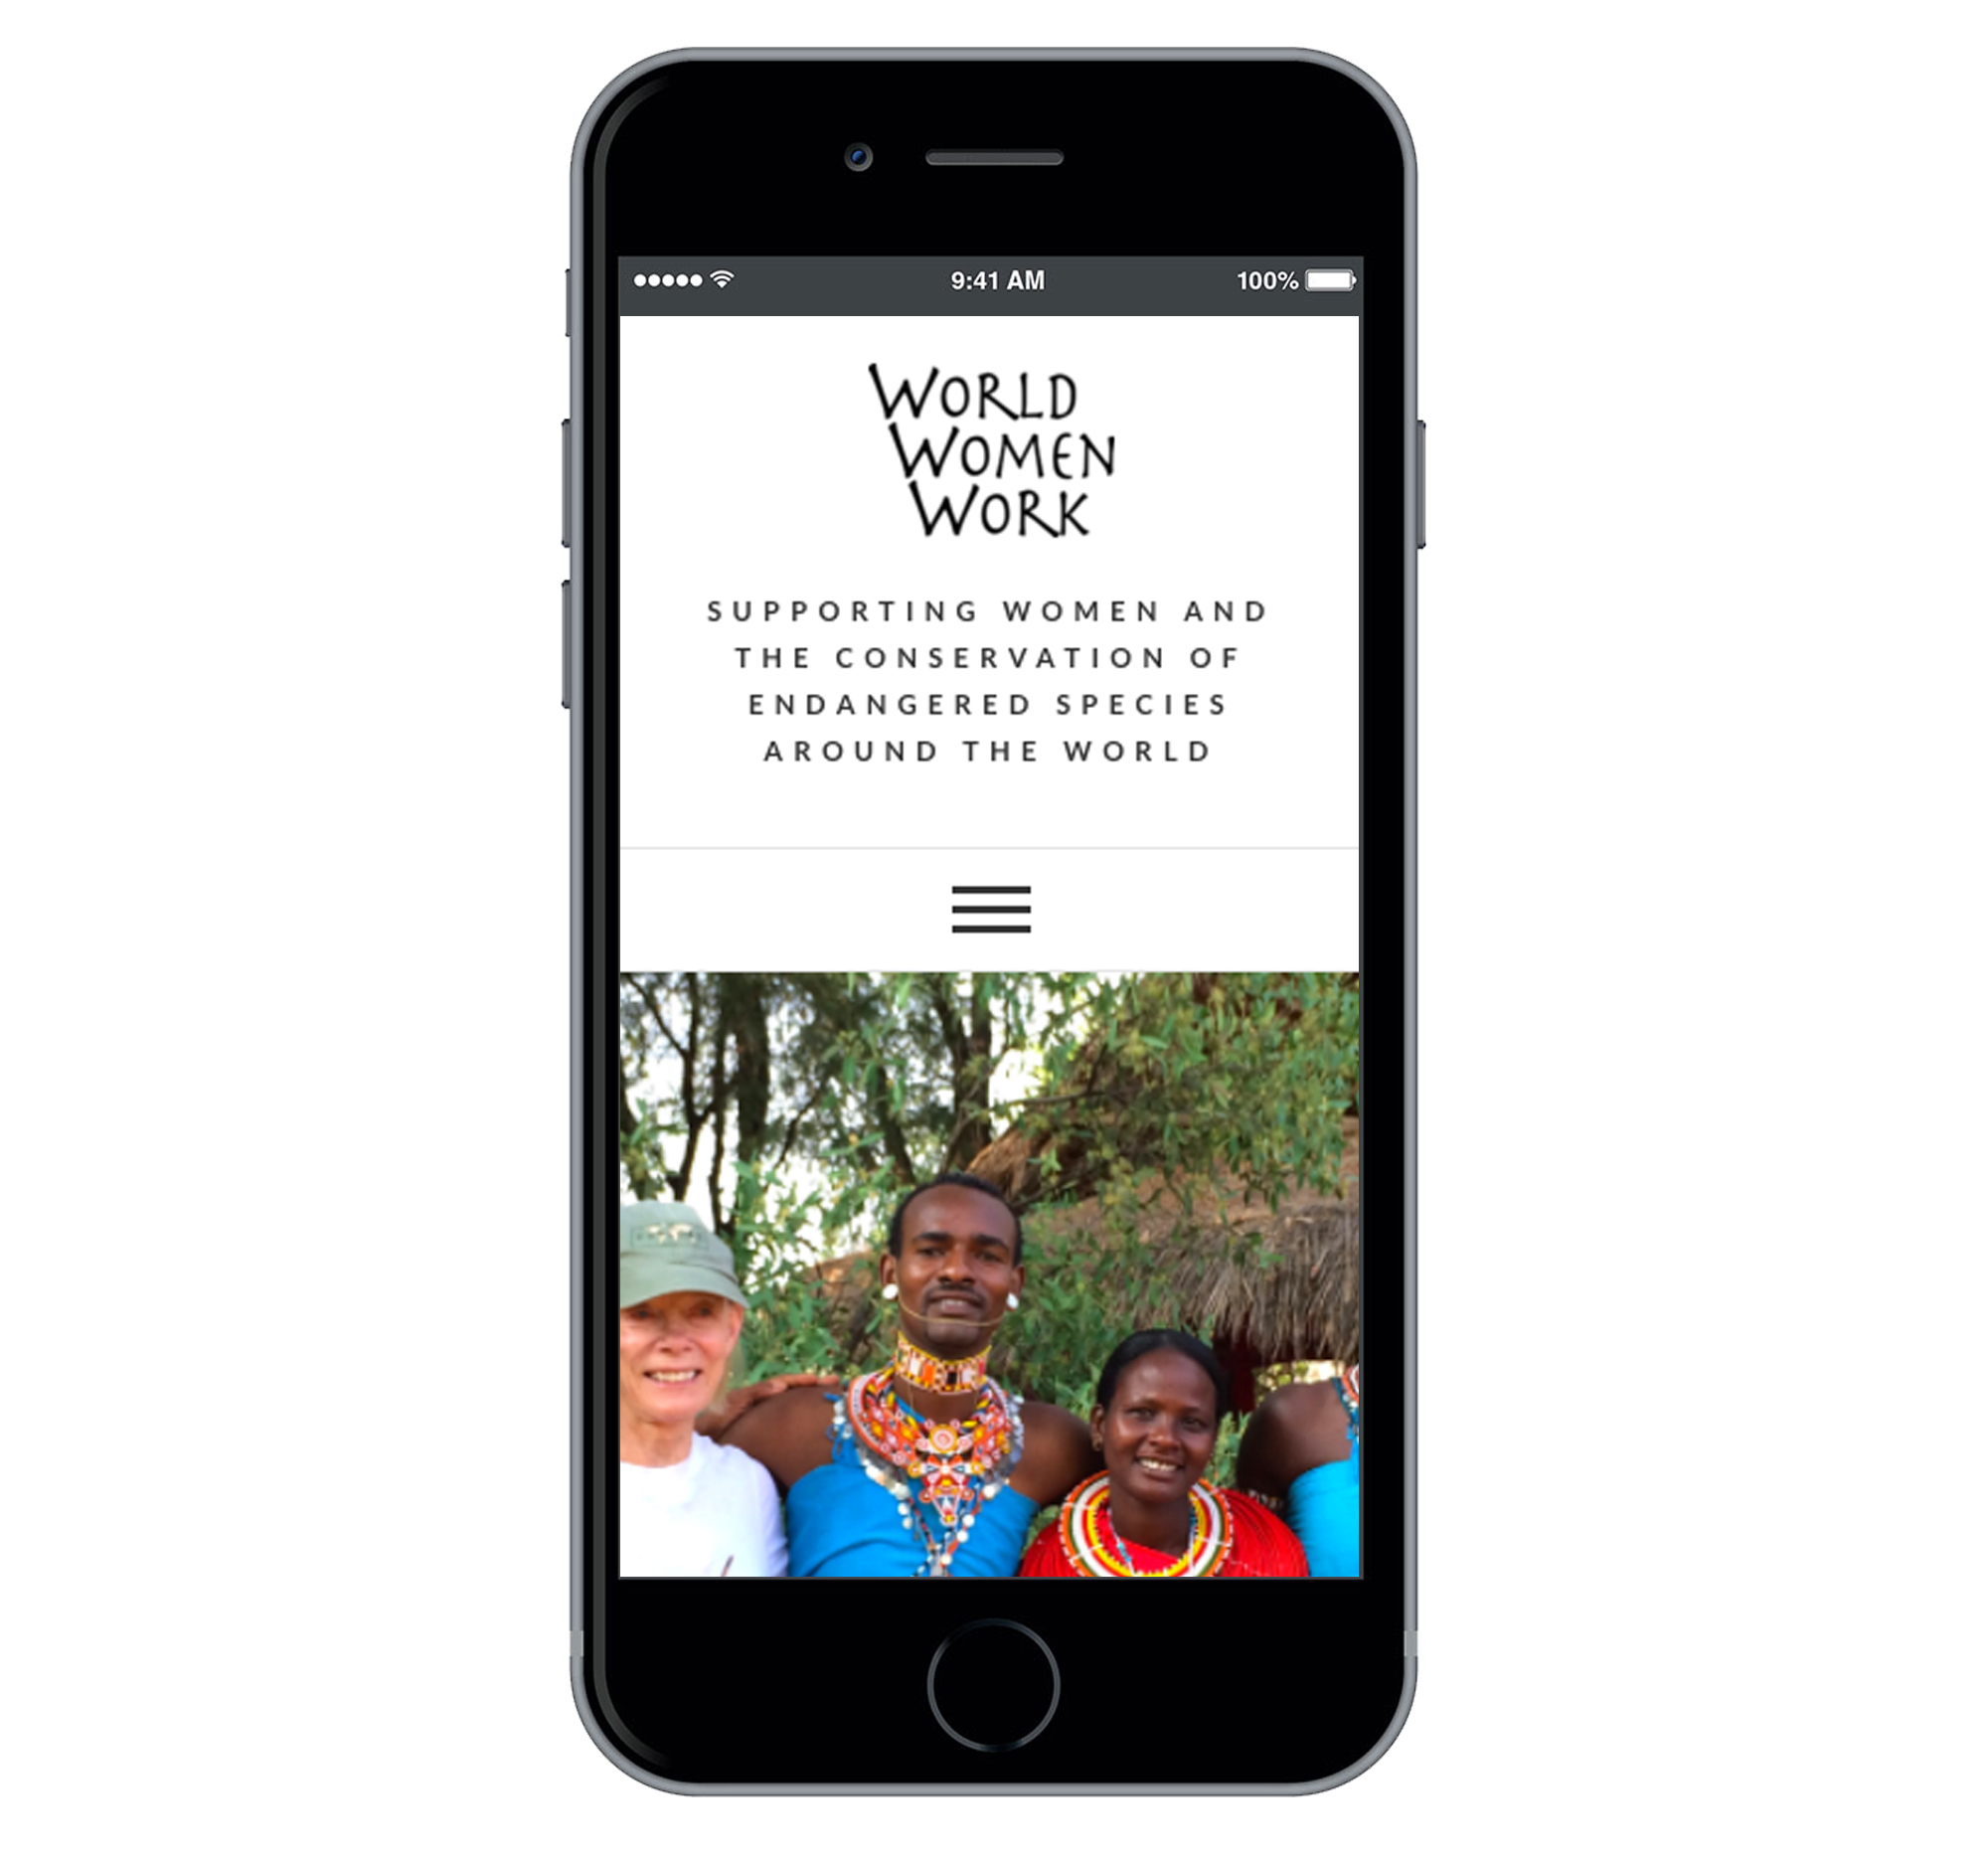 9:41 AM 100%
WORLD
WOMEN
WORK
SUPPORTING WOMEN AND
THE CONSERVATION OF
ENDANGERED SPECIES
AROUND THE WORLD